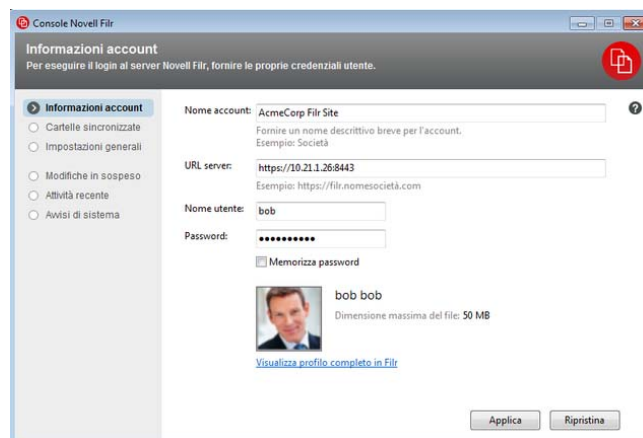 Console Novell Filr
Informazioni account
Per eseguire il login al server Novell Filr, fornire le proprie credenziali utente.
Informazioni account
Cartelle sincronizzate
Impostazioni generali
Modifiche in sospeso
Attività recente
Avvisi di sistema
Nome account: AcmeCorp Filr Site
Fornire un nome descrittivo breve per l'account.
Esempio: Società
URL server: https://10.21.1.26:8443
Esempio: https://filr.nomesocietà.com
Nome utente: bob
Password: ••••••••••
Memorizza password
bob bob
Dimensione massima del file: 50 MB
Visualizza profilo completo in Filr
Applica Ripristina